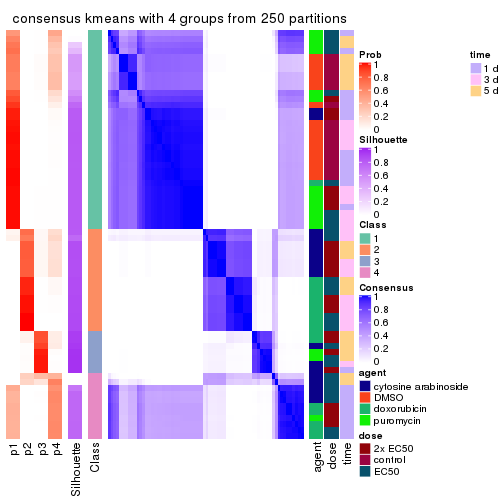 consensus kmeans with 4 groups from 250 partitions
Prob
1
0.8
0.6
0.4
0.2
0
Silhouette
1
0.8
0.6
0.4
0.2
0
Class
1
2
3
4
Consensus
1
0.8
0.6
0.4
0.2
0
agent
cytosine arabinoside
DMSO
doxorubicin
puromycin
dose
2x EC50
control
EC50
time
1 d
3 d
5 d
p1
p2
p3
p4
Silhouette
Class
agent
dose
time